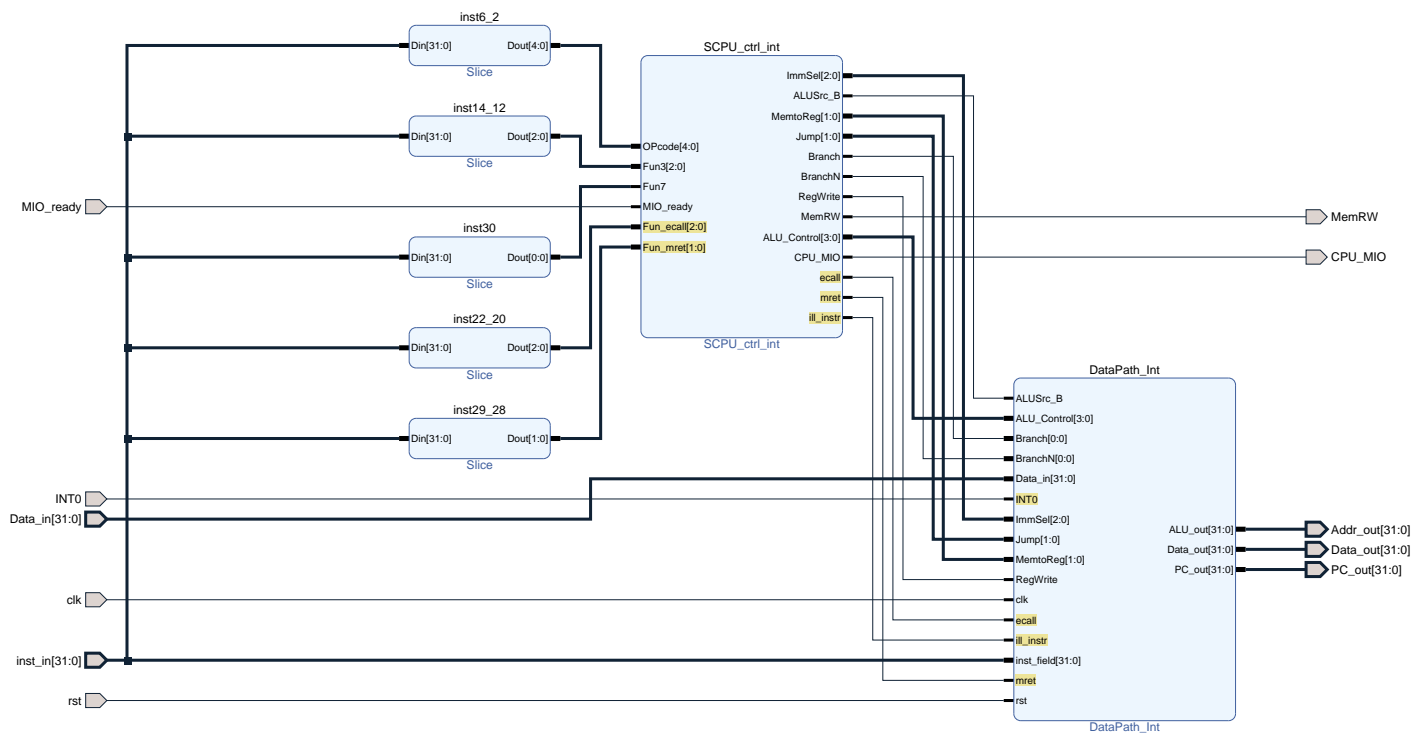 inst6_2
Din[31:0] Dout[4:0]
Slice
inst14_12
Din[31:0] Dout[2:0]
Slice
MIO_ready
inst30
Din[31:0] Dout[0:0]
Slice
inst22_20
Din[31:0] Dout[2:0]
Slice
inst29_28
Din[31:0] Dout[1:0]
Slice
SCPU_ctrl_int
OPcode[4:0]
Fun3[2:0]
Fun7
MIO_ready
Fun_ecall[2:0]
Fun_mret[1:0]
ImmSel[2:0]
ALUSrc_B
MemtoReg[1:0]
Jump[1:0]
Branch
BranchN
RegWrite
MemRW
ALU_Control[3:0]
CPU_MIO
ecall
mret
ill_instr
SCPU_ctrl_int
MemRW
CPU_MIO
INT0
Data_in[31:0]
clk
inst_in[31:0]
rst
DataPath_Int
ALUSrc_B
ALU_Control[3:0]
Branch[0:0]
BranchN[0:0]
Data_in[31:0]
INT0
ImmSel[2:0]
Jump[1:0]
MemtoReg[1:0]
RegWrite
clk
ecall
ill_instr
inst_field[31:0]
mret
rst
ALU_out[31:0]
Data_out[31:0]
PC_out[31:0]
DataPath_Int
Addr_out[31:0]
Data_out[31:0]
PC_out[31:0]